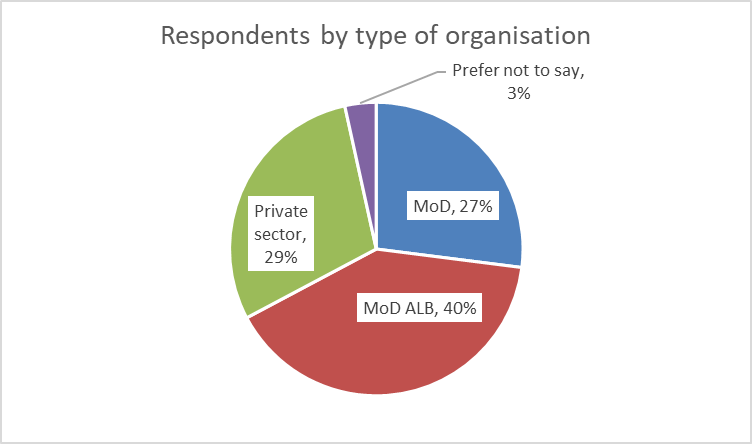 Respondents by type of organisation
Prefer not to say,
3%
MoD, 27%
Private
sector,
29%
MoD ALB, 40%